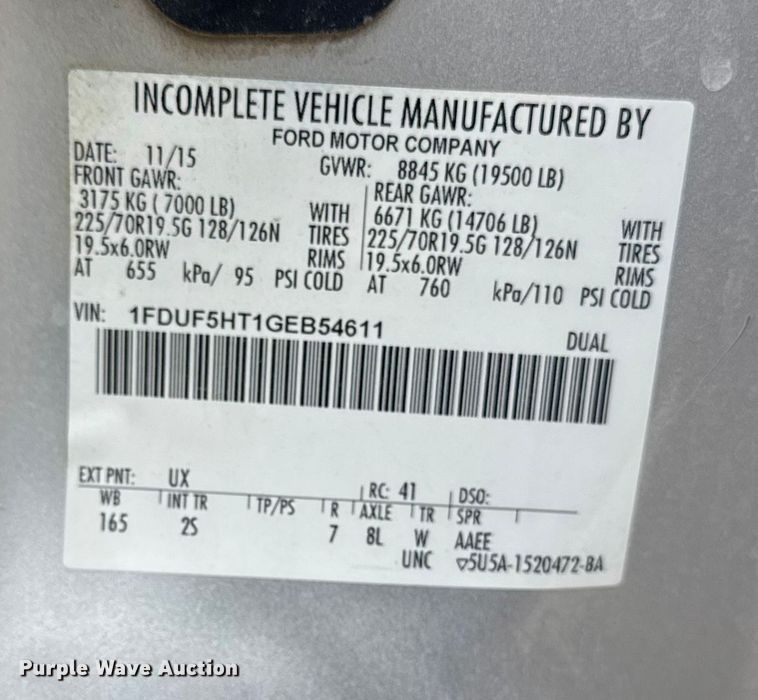 INCOMPLETE VEHICLE MANUFACTURED BY
FORD MOTOR COMPANY
DATE: 11/15 GVWR: 8845 KG (19500 LB)
FRONT GAWR: REAR GAWR:
3175 KG ( 7000 LB) WITH 6671 KG (14706 LB) WITH
225/70R19.5G 128/126N TIRES 225/70R19.5G 128/126N TIRES
19.5x6.0RW RIMS 19.5x6.0RW RIMS
AT 655 kPa/ 95 PSI COLD AT 760 kPa/110 PSI COLD
VIN: 1FDUF5HT1GEB54611 DUAL
EXT PNT: UX RC: 41 DSO:
WB INT TR TP/PS R AXLE TR SPR
165 2S 7 8L W AAEE
UNC ▽5U5A-1520472-BA
Purple Wave Auction